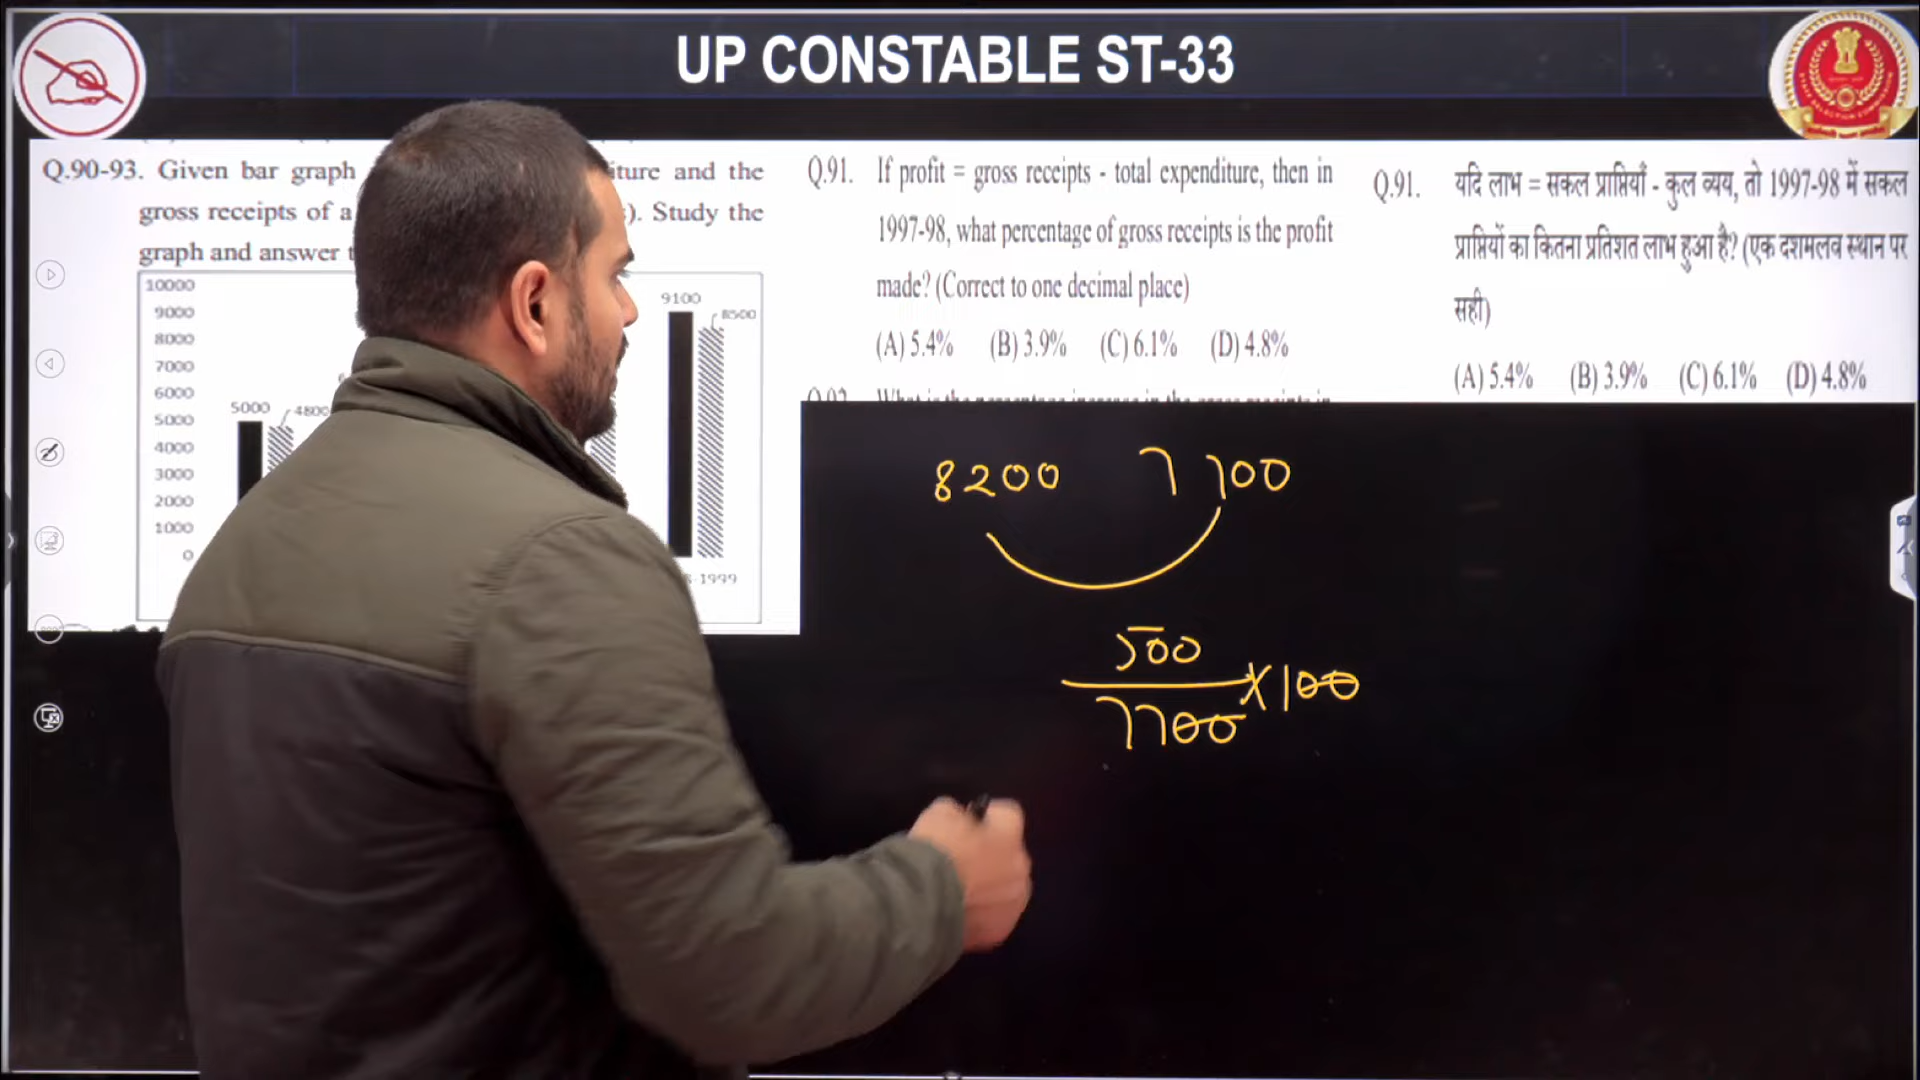 UP CONSTABLE ST-33
Q.90-93. Given bar graph
iture and the
gross receipts of a
). Study the
graph and answer t
10000
9000
8000
7000
6000
5000
4000
3000
2000
1000
0
5000
4800
9100
8500
-1999
Q.91. If profit = gross receipts - total expenditure, then in
1997-98, what percentage of gross receipts is the profit
made? (Correct to one decimal place)
(A) 5.4% (B) 3.9% (C) 6.1% (D) 4.8%
Q.91. यदि लाभ = सकल प्राप्तियाँ - कुल व्यय, तो 1997-98 में सकल
प्राप्तियों का कितना प्रतिशत लाभ हुआ है? (एक दशमलव स्थान पर
सही)
(A) 5.4% (B) 3.9% (C) 6.1% (D) 4.8%
8200 7700
500
7700 × 100